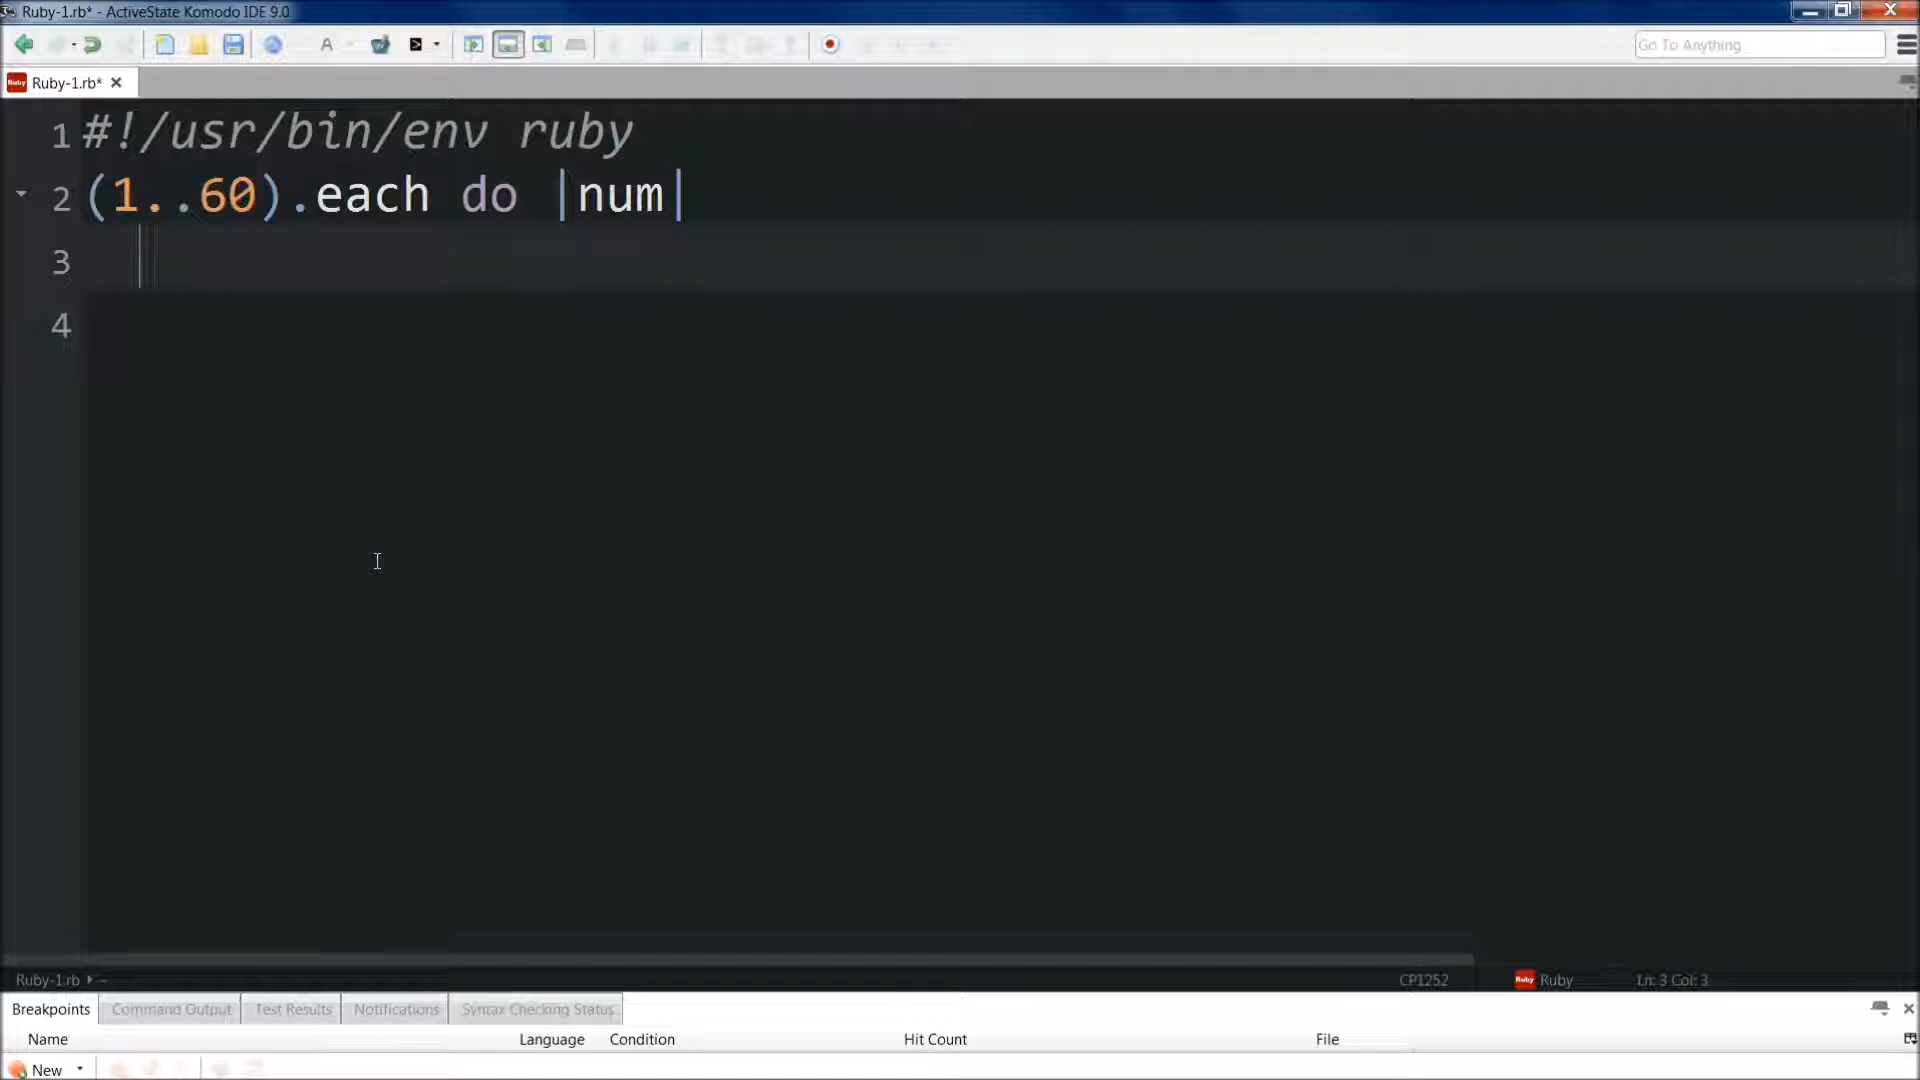 Ruby-1.rb* - ActiveState Komodo IDE 9.0
Go To Anything
Ruby-1.rb*
1 #!/usr/bin/env ruby
2 (1..60).each do |num|
3
4
Ruby-1.rb
CP1252 Ruby Ln: 3 Col: 3
Breakpoints Command Output Test Results Notifications Syntax Checking Status
Name Language Condition Hit Count File
New